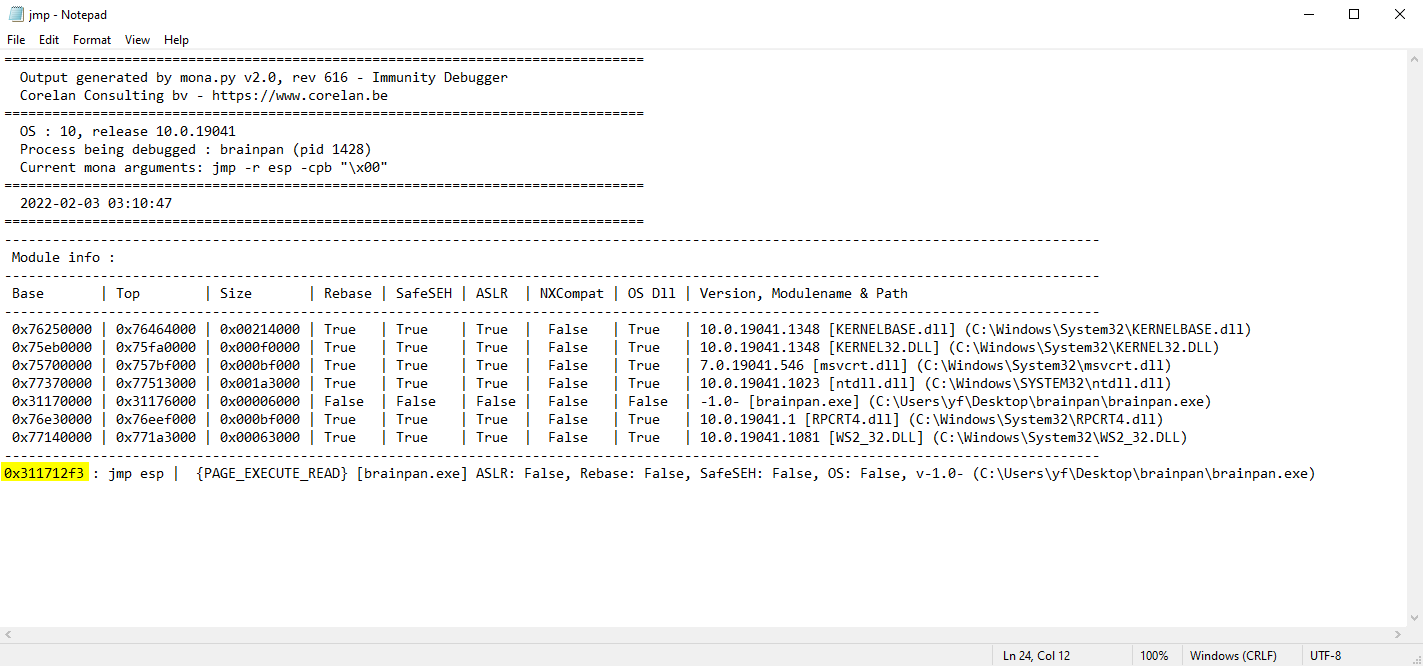 jmp - Notepad
File Edit Format View Help
================================================================================
  Output generated by mona.py v2.0, rev 616 - Immunity Debugger
  Corelan Consulting bv - https://www.corelan.be
================================================================================
  OS : 10, release 10.0.19041
  Process being debugged : brainpan (pid 1428)
  Current mona arguments: jmp -r esp -cpb "\x00"
================================================================================
  2022-02-03 03:10:47
================================================================================
-----------------------------------------------------------------------------------------------------------------------------------------
 Module info :
-----------------------------------------------------------------------------------------------------------------------------------------
 Base       | Top        | Size       | Rebase | SafeSEH | ASLR  | NXCompat | OS Dll | Version, Modulename & Path
-----------------------------------------------------------------------------------------------------------------------------------------
 0x76250000 | 0x76464000 | 0x00214000 | True   | True    | True  |  False   | True   | 10.0.19041.1348 [KERNELBASE.dll] (C:\Windows\System32\KERNELBASE.dll)
 0x75eb0000 | 0x75fa0000 | 0x000f0000 | True   | True    | True  |  False   | True   | 10.0.19041.1348 [KERNEL32.DLL] (C:\Windows\System32\KERNEL32.DLL)
 0x75700000 | 0x757bf000 | 0x000bf000 | True   | True    | True  |  False   | True   | 7.0.19041.546 [msvcrt.dll] (C:\Windows\System32\msvcrt.dll)
 0x77370000 | 0x77513000 | 0x001a3000 | True   | True    | True  |  False   | True   | 10.0.19041.1023 [ntdll.dll] (C:\Windows\SYSTEM32\ntdll.dll)
 0x31170000 | 0x31176000 | 0x00006000 | False  | False   | False |  False   | False  | -1.0- [brainpan.exe] (C:\Users\yf\Desktop\brainpan\brainpan.exe)
 0x76e30000 | 0x76eef000 | 0x000bf000 | True   | True    | True  |  False   | True   | 10.0.19041.1 [RPCRT4.dll] (C:\Windows\System32\RPCRT4.dll)
 0x77140000 | 0x771a3000 | 0x00063000 | True   | True    | True  |  False   | True   | 10.0.19041.1081 [WS2_32.DLL] (C:\Windows\System32\WS2_32.DLL)
-----------------------------------------------------------------------------------------------------------------------------------------
0x311712f3 : jmp esp |  {PAGE_EXECUTE_READ} [brainpan.exe] ASLR: False, Rebase: False, SafeSEH: False, OS: False, v-1.0- (C:\Users\yf\Desktop\brainpan\brainpan.exe)
Ln 24, Col 12 100% Windows (CRLF) UTF-8